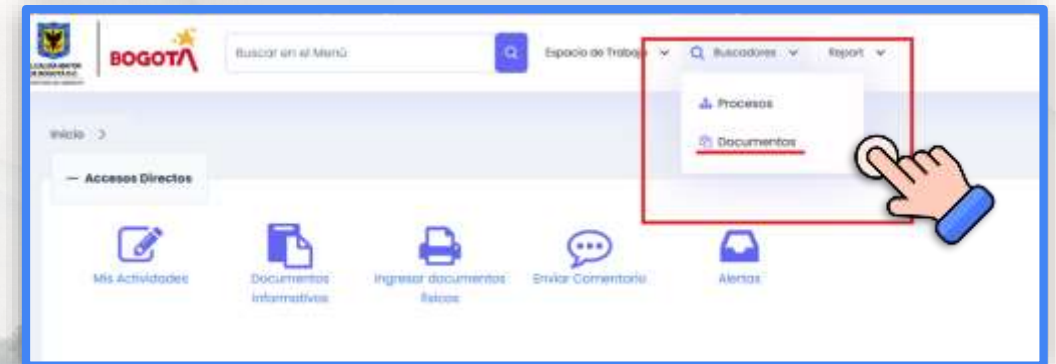 BOGOTÁ
Buscar en el Menú
Espacio de Trabajo
Buscadores
Report
Procesos
Documentos
Inicio >
— Accesos Directos
Mis Actividades
Documentos
Informativos
Ingresar documentos
físicos
Enviar Comentario
Alertas